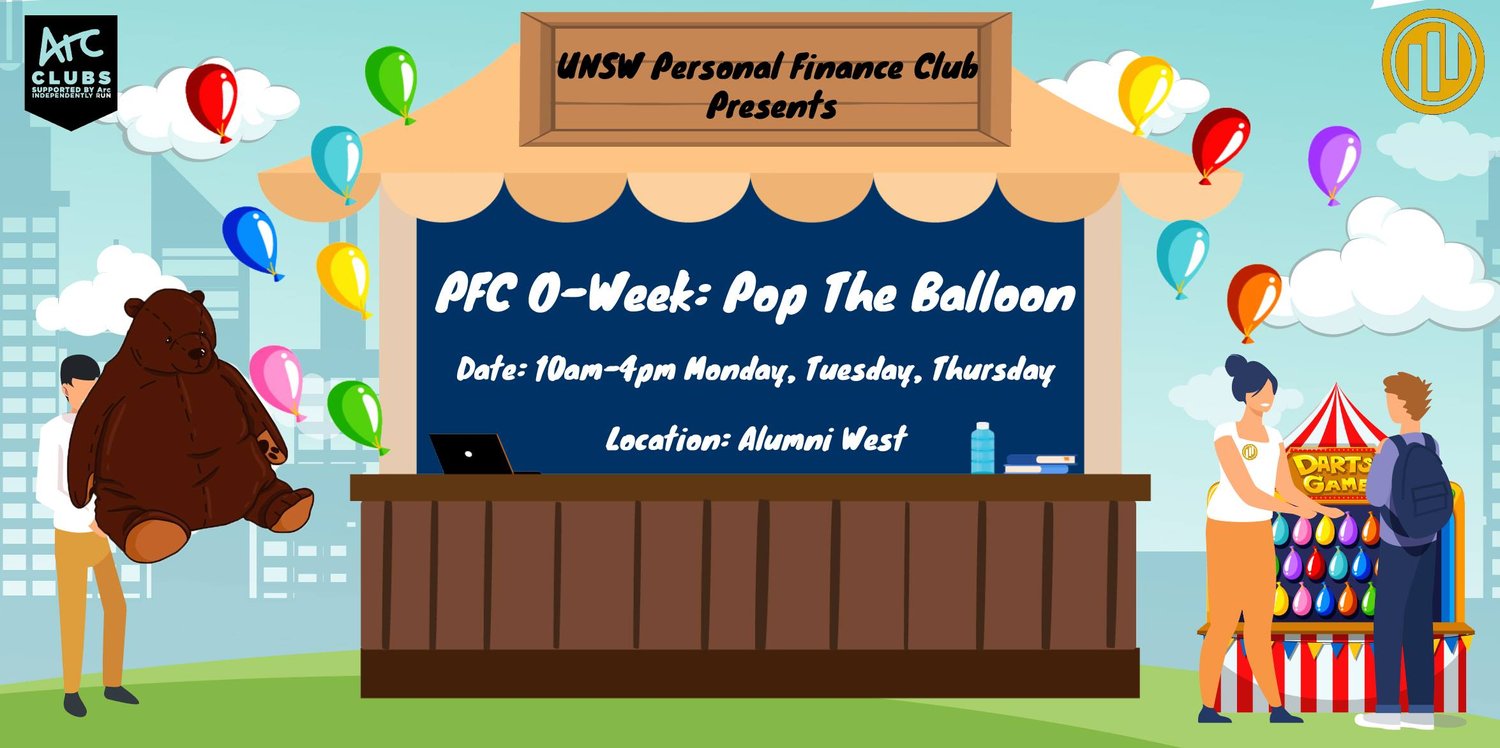 Arc
CLUBS
SUPPORTED BY Arc
INDEPENDENTLY RUN
UNSW Personal Finance Club
Presents
PFC O-Week: Pop The Balloon
Date: 10am-4pm Monday, Tuesday, Thursday
Location: Alumni West
DARTS
GAME